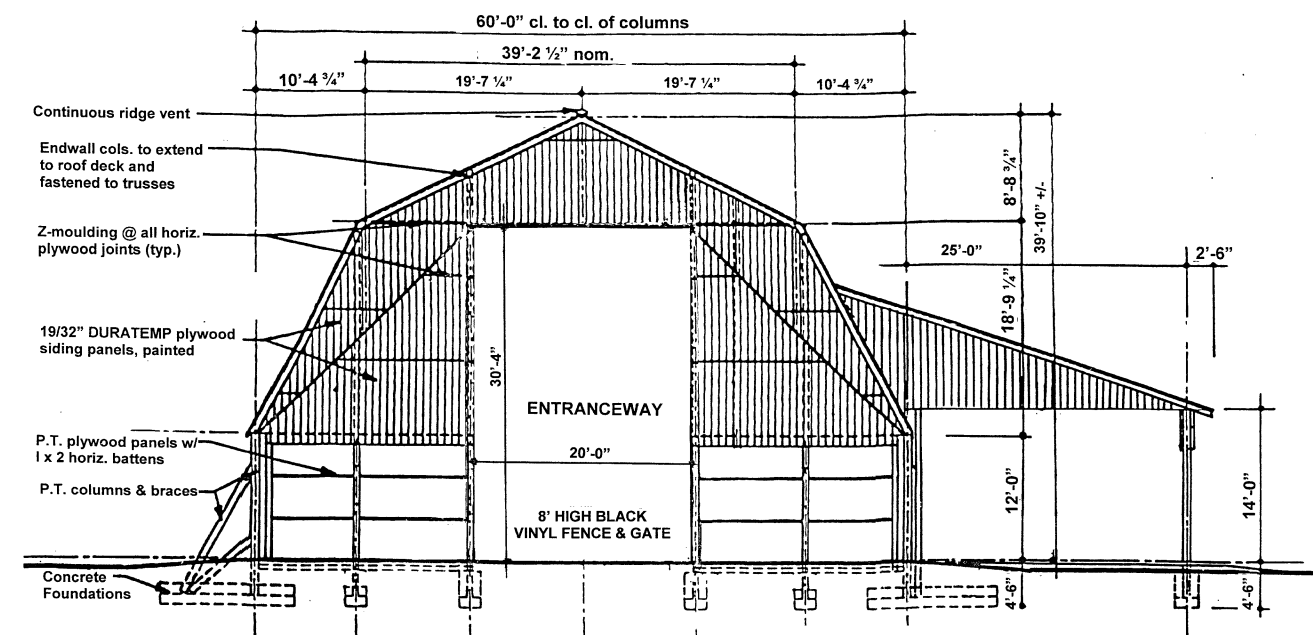 60'-0" cl. to cl. of columns
39'-2 ½" nom.
10'-4 ¾"
19'-7 ¼"
19'-7 ¼"
10'-4 ¾"
Continuous ridge vent
Endwall cols. to extend
to roof deck and
fastened to trusses
Z-moulding @ all horiz.
plywood joints (typ.)
19/32" DURATEMP plywood
siding panels, painted
P.T. plywood panels w/
I x 2 horiz. battens
P.T. columns & braces
Concrete
Foundations
30'-4"
ENTRANCEWAY
20'-0"
8' HIGH BLACK
VINYL FENCE & GATE
8'-8 ¾"
39'-10" +/-
25'-0"
2'-6"
18'-9 ¼"
12'-0"
14'-0"
4'-6"
4'-6"